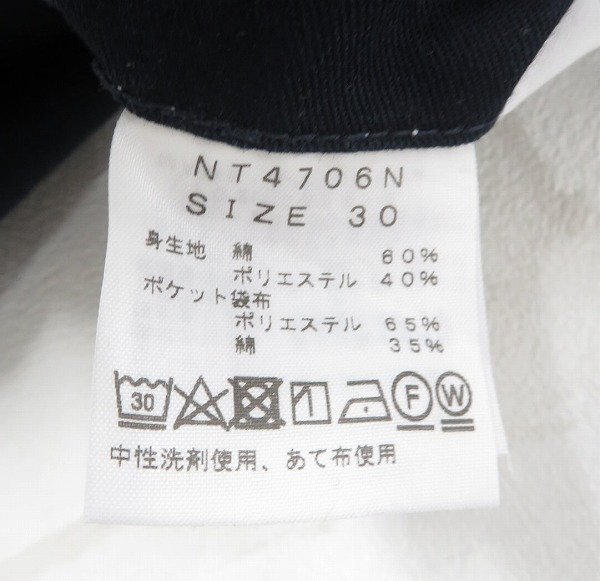 NT4706N
SIZE 30
身生地 綿 60%
ポリエステル 40%
ポケット袋布
ポリエステル 65%
綿 35%
30 F W
中性洗剤使用、あて布使用